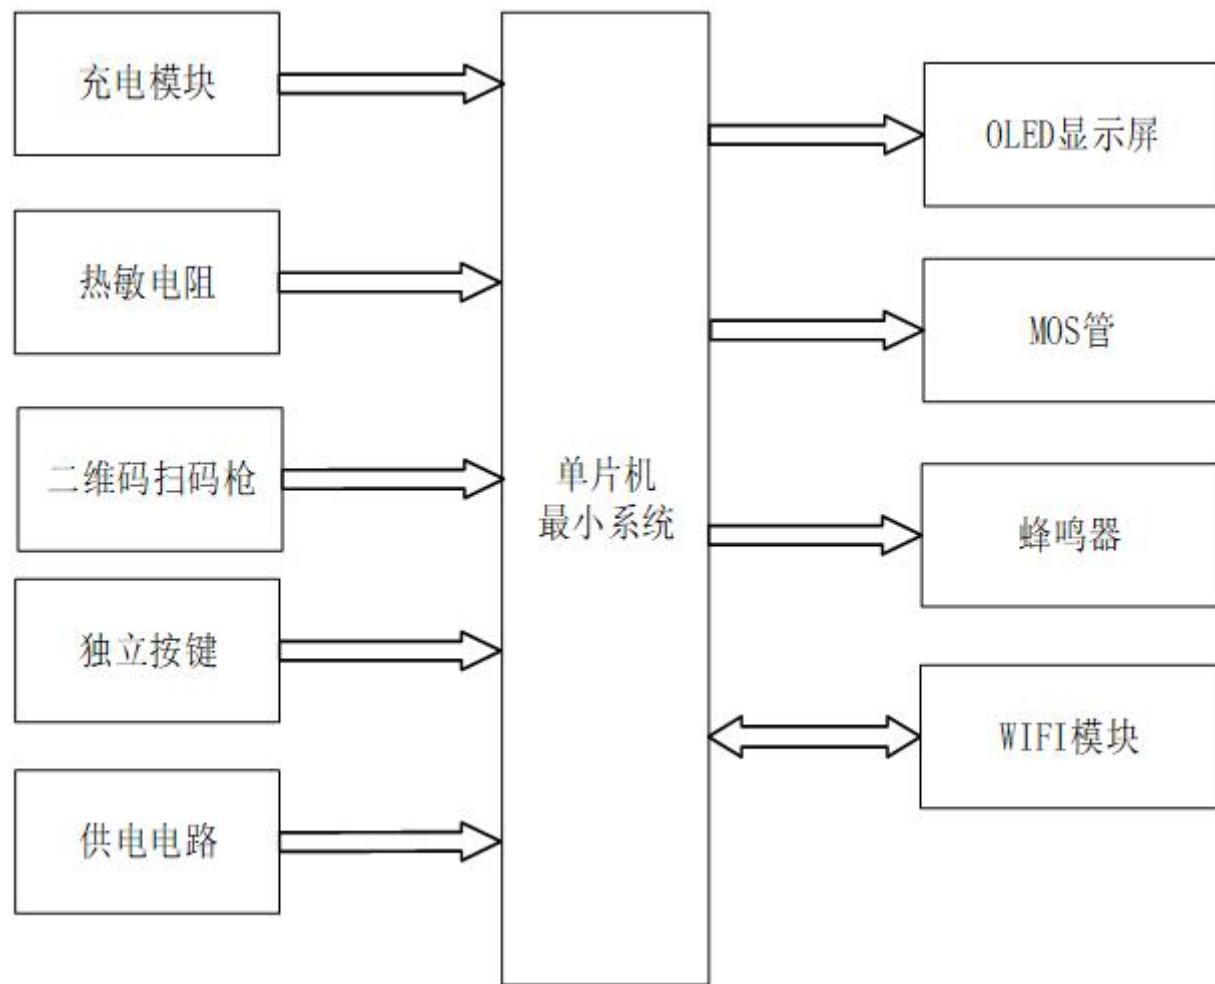 充电模块
热敏电阻
二维码扫码枪
独立按键
供电电路
单片机
最小系统
OLED显示屏
MOS管
蜂鸣器
WIFI模块